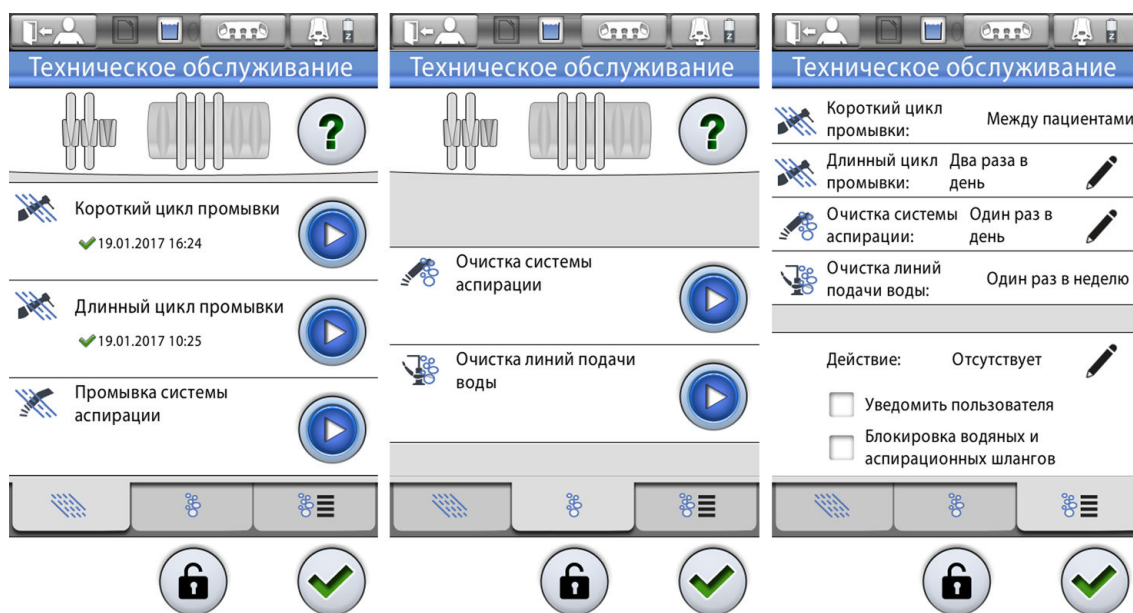 Техническое обслуживание
Короткий цикл промывки
19.01.2017 16:24
Длинный цикл промывки
19.01.2017 10:25
Промывка системы
аспирации
Техническое обслуживание
Очистка системы
аспирации
Очистка линий подачи
воды
Техническое обслуживание
Короткий цикл
промывки:
Между пациентами
Длинный цикл
промывки:
Два раза в
день
Очистка системы
аспирации:
Один раз в
день
Очистка линий
подачи воды:
Один раз в неделю
Действие:
Отсутствует
Уведомить пользователя
Блокировка водяных и
аспирационных шлангов